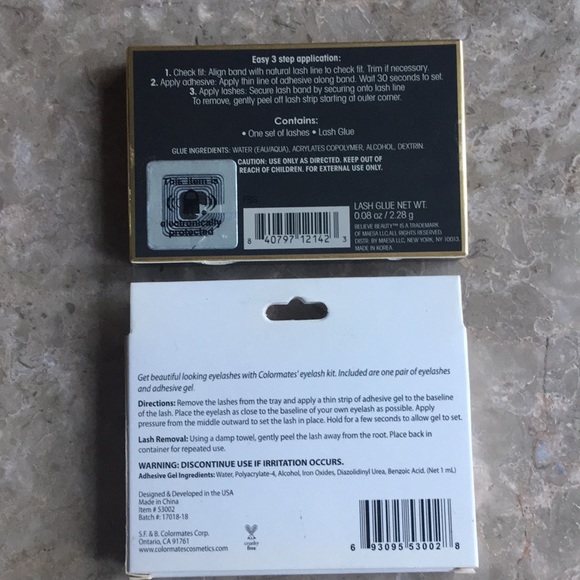 Easy 3 step application:
1. Check fit: Align band with natural lash line to check fit. Trim if necessary.
2. Apply adhesive: Apply thin line of adhesive along band. Wait 30 seconds to set.
3. Apply lashes: Secure lash band by securing onto lash line
To remove, gently peel off lash strip starting at outer corner.
Contains:
• One set of lashes • Lash Glue
GLUE INGREDIENTS: WATER (EAU/AQUA), ACRYLATES COPOLYMER, ALCOHOL, DEXTRIN.
CAUTION: USE ONLY AS DIRECTED. KEEP OUT OF
REACH OF CHILDREN. FOR EXTERNAL USE ONLY.
This item is
electronically
protected
8 40797 12142 3
LASH GLUE NET WT.
0.08 oz / 2.28 g
BELIEVE BEAUTY™ IS A TRADEMARK
OF MAESA LLC. ALL RIGHTS RESERVED.
DISTR. BY MAESA LLC, NEW YORK, NY 10013.
MADE IN KOREA
Get beautiful looking eyelashes with Colormates' eyelash kit. Included are one pair of eyelashes
and adhesive gel.
Directions: Remove the lashes from the tray and apply a thin strip of adhesive gel to the baseline
of the lash. Place the eyelash as close to the baseline of your own eyelash as possible. Apply
pressure from the middle outward to set the lash in place. Hold for a few seconds to allow gel to set.
Lash Removal: Using a damp towel, gently peel the lash away from the root. Place back in
container for repeated use.
WARNING: DISCONTINUE USE IF IRRITATION OCCURS.
Adhesive Gel Ingredients: Water, Polyacrylate-4, Alcohol, Iron Oxides, Diazolidinyl Urea, Benzoic Acid. (Net 1 mL)
Designed & Developed in the USA
Made in China
Item # 53002
Batch #: 17018-18
S.F. & B. Colormates Corp.
Ontario, CA 91761
www.colormatescosmetics.com
cruelty
free
6 93095 53002 8